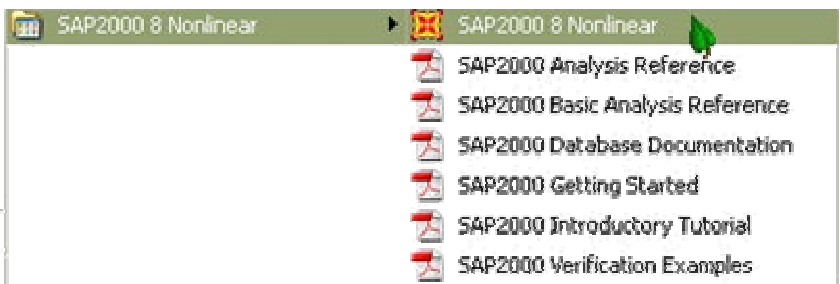 SAP2000 8 Nonlinear
SAP2000 8 Nonlinear
SAP2000 Analysis Reference
SAP2000 Basic Analysis Reference
SAP2000 Database Documentation
SAP2000 Getting Started
SAP2000 Introductory Tutorial
SAP2000 Verification Examples